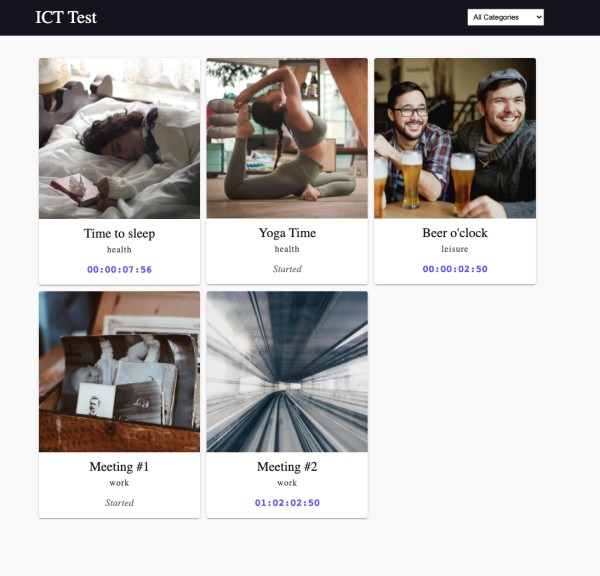 ICT Test
All Categories
Time to sleep
health
00:00:07:56
Yoga Time
health
Started
Beer o'clock
leisure
00:00:02:50
Meeting #1
work
Started
Meeting #2
work
01:02:02:50